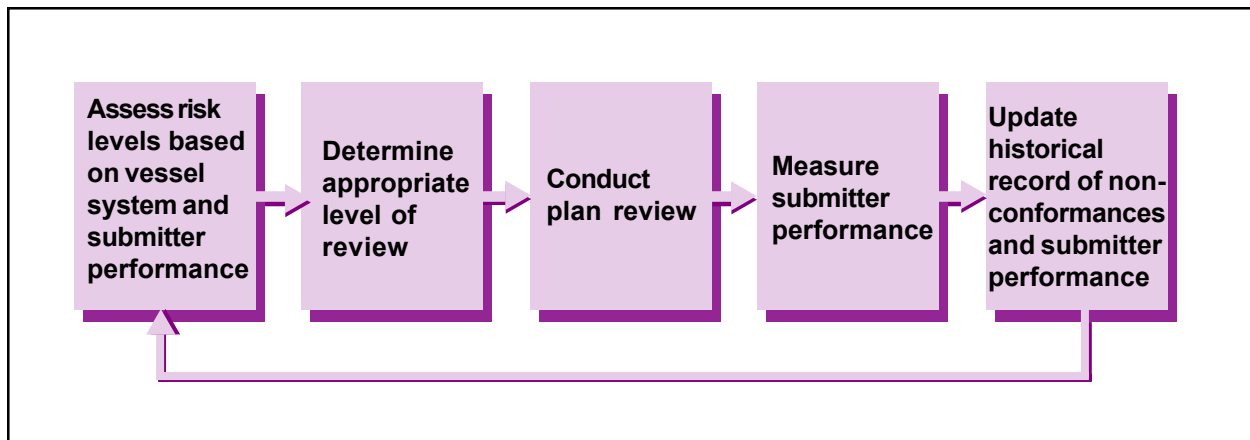 Assess risk
levels based
on vessel
system and
submitter
performance
Determine
appropriate
level of
review
Conduct
plan review
Measure
submitter
performance
Update
historical
record of non-
conformances
and submitter
performance